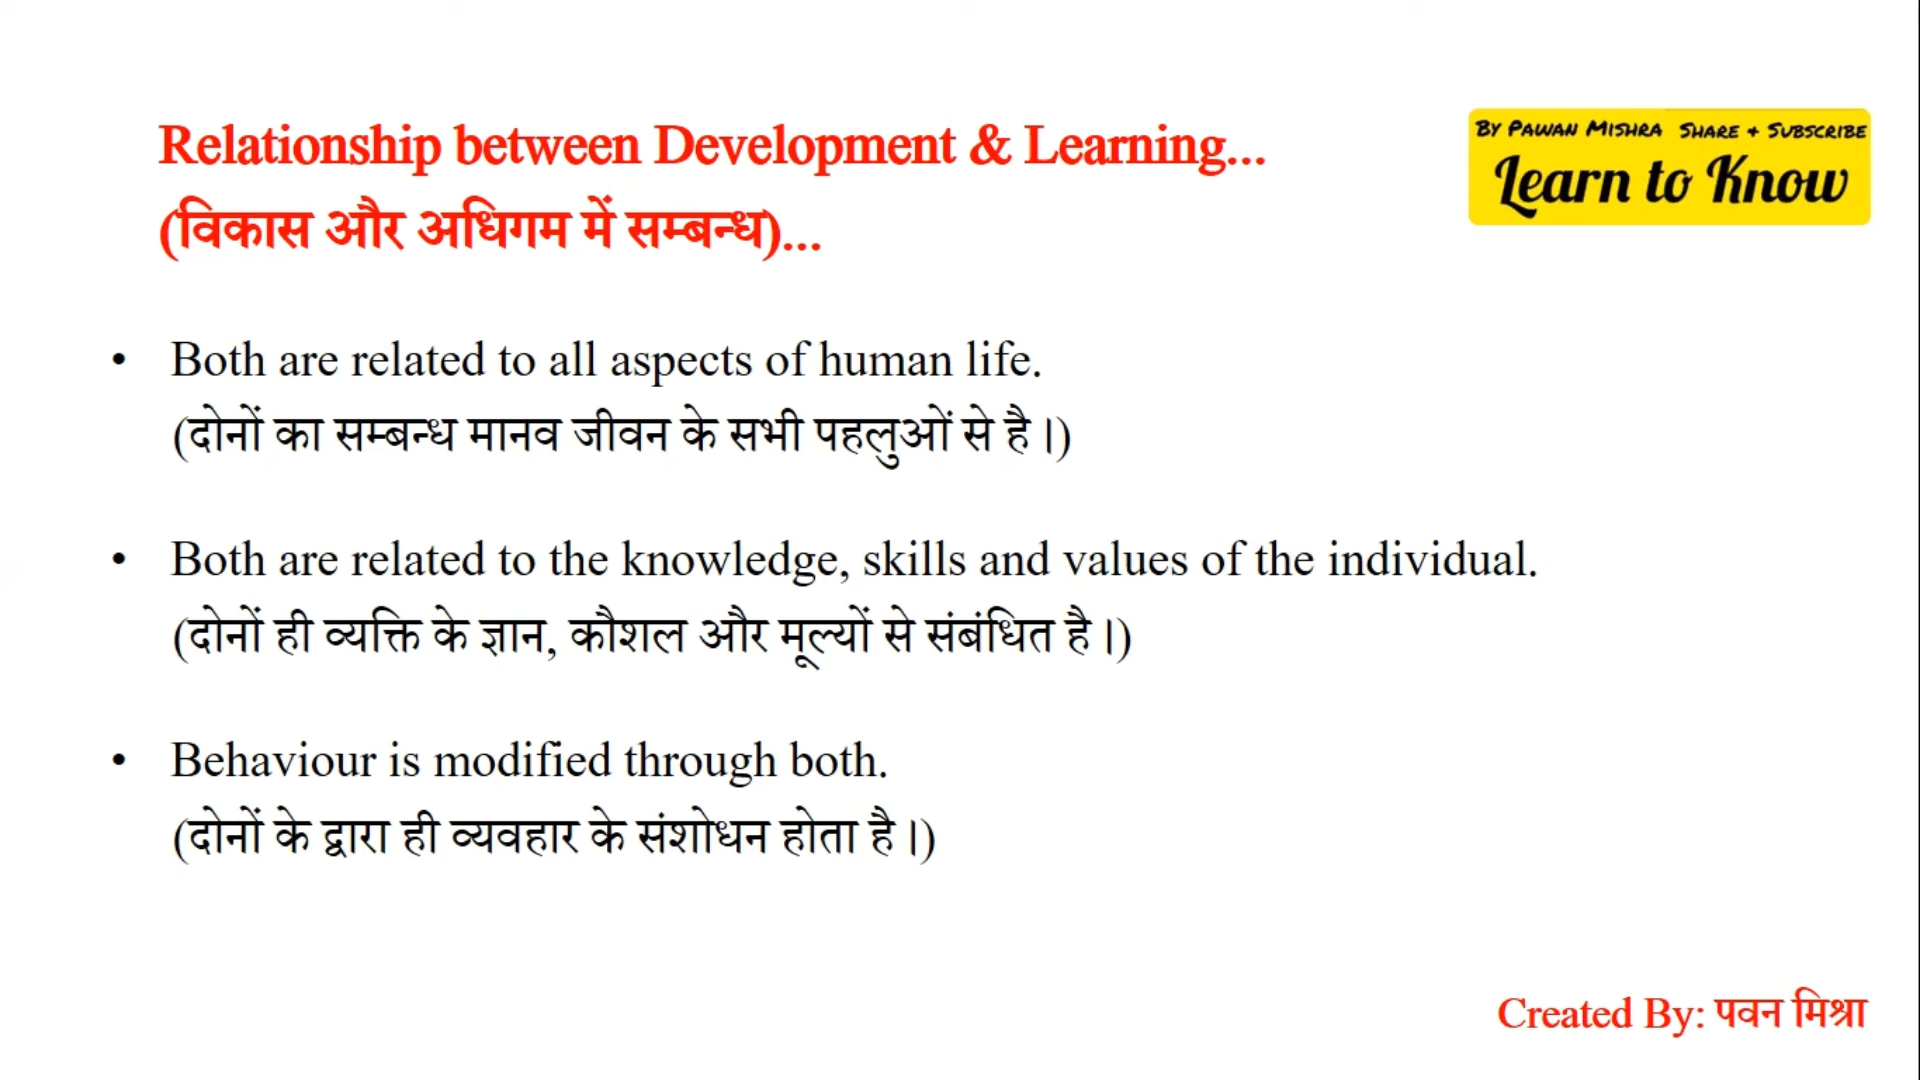 Relationship between Development & Learning...
(विकास और अधिगम में सम्बन्ध)...
By Pawan Mishra Share + Subscribe
Learn to Know
• Both are related to all aspects of human life.
(दोनों का सम्बन्ध मानव जीवन के सभी पहलुओं से है।)
• Both are related to the knowledge, skills and values of the individual.
(दोनों ही व्यक्ति के ज्ञान, कौशल और मूल्यों से संबंधित है।)
• Behaviour is modified through both.
(दोनों के द्वारा ही व्यवहार के संशोधन होता है।)
Created By: पवन मिश्रा